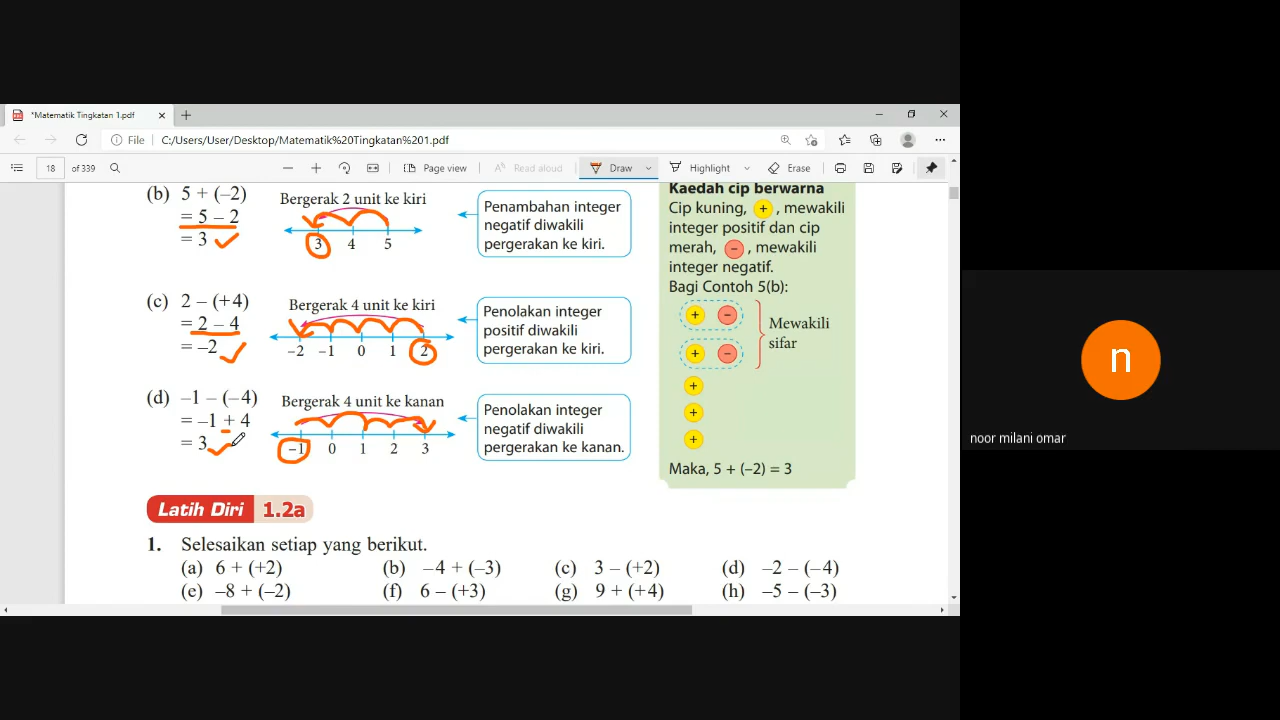 *Matematik Tingkatan 1.pdf
File
C:/Users/User/Desktop/Matematik%20Tingkatan%201.pdf
18 of 339
Page view
Read aloud
Draw
Highlight
Erase
(b) 5 + (–2)
= 5 – 2
= 3
Bergerak 2 unit ke kiri
3 4 5
Penambahan integer
negatif diwakili
pergerakan ke kiri.
(c) 2 – (+4)
= 2 – 4
= –2
Bergerak 4 unit ke kiri
–2 –1 0 1 2
Penolakan integer
positif diwakili
pergerakan ke kiri.
(d) –1 – (–4)
= –1 + 4
= 3
Bergerak 4 unit ke kanan
–1 0 1 2 3
Penolakan integer
negatif diwakili
pergerakan ke kanan.
Kaedah cip berwarna
Cip kuning, + , mewakili
integer positif dan cip
merah, – , mewakili
integer negatif.
Bagi Contoh 5(b):
+ –
+ –
Mewakili
sifar
+
+
+
Maka, 5 + (–2) = 3
Latih Diri 1.2a
1. Selesaikan setiap yang berikut.
(a) 6 + (+2) (b) –4 + (–3) (c) 3 – (+2) (d) –2 – (–4)
(e) –8 + (–2) (f) 6 – (+3) (g) 9 + (+4) (h) –5 – (–3)
n
noor milani omar